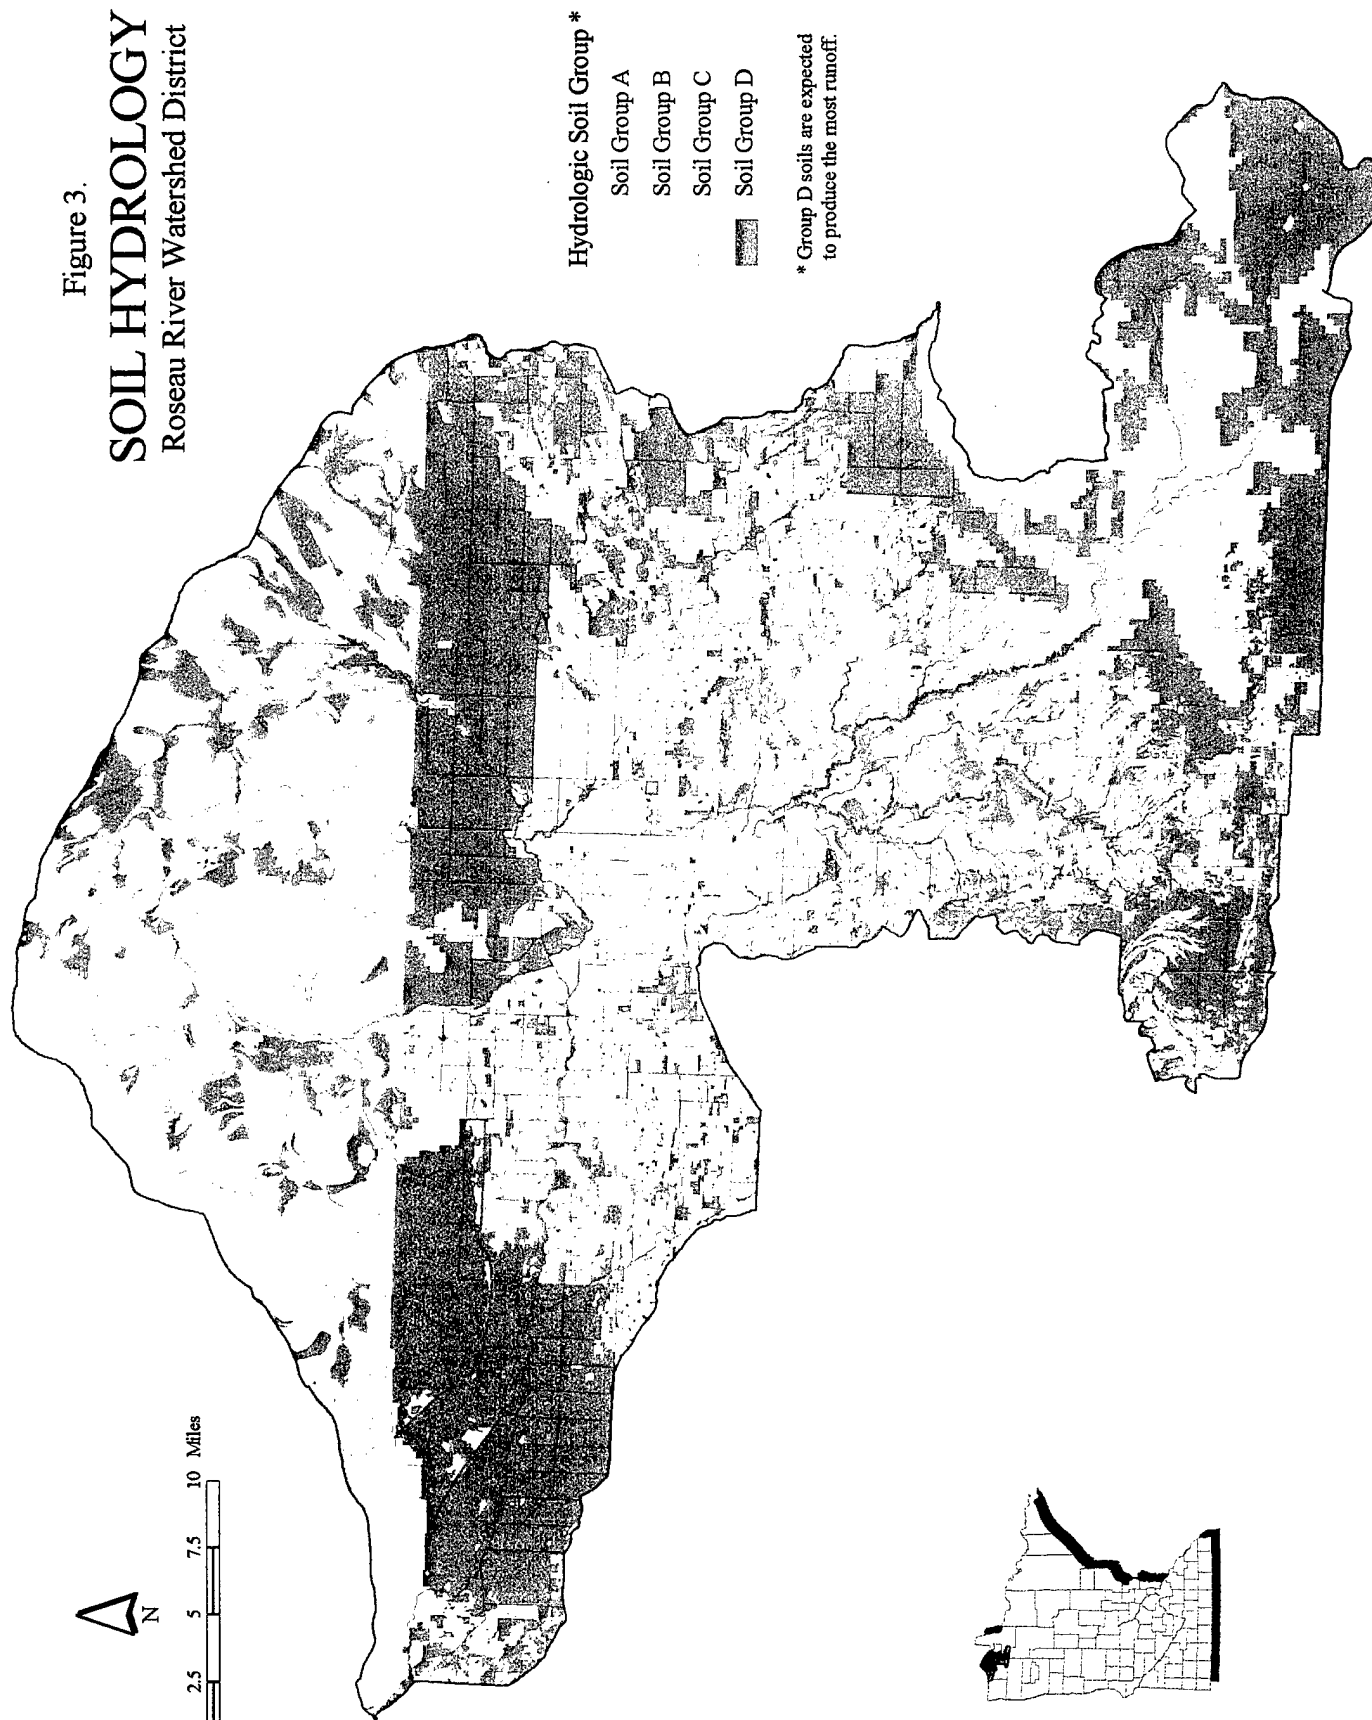 Figure 3.
SOIL HYDROLOGY
Roseau River Watershed District
Hydrologic Soil Group *
Soil Group A
Soil Group B
Soil Group C
Soil Group D
* Group D soils are expected
to produce the most runoff.
N
2.5 5 7.5 10 Miles